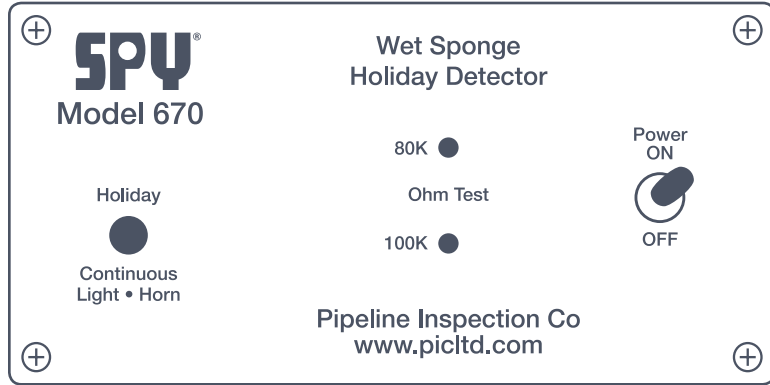 SPY®
Model 670
Wet Sponge
Holiday Detector
80K
Ohm Test
100K
Power
ON
OFF
Holiday
Continuous
Light • Horn
Pipeline Inspection Co
www.picltd.com